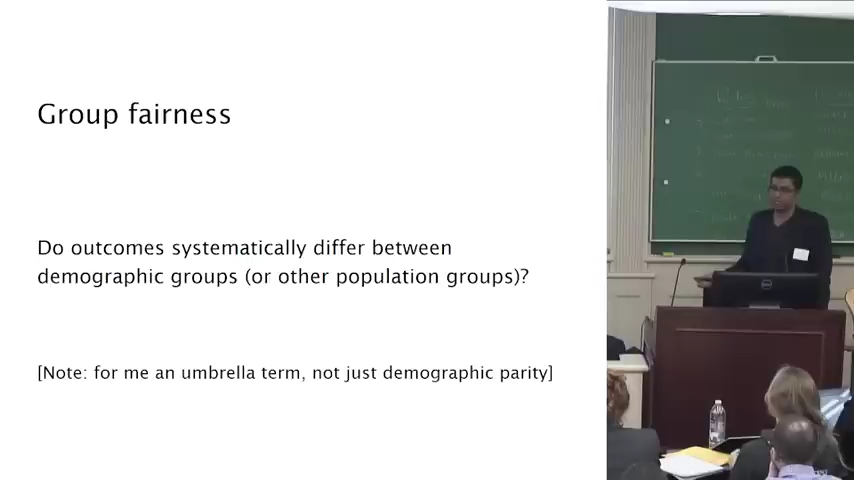 Group fairness
Do outcomes systematically differ between
demographic groups (or other population groups)?
[Note: for me an umbrella term, not just demographic parity]